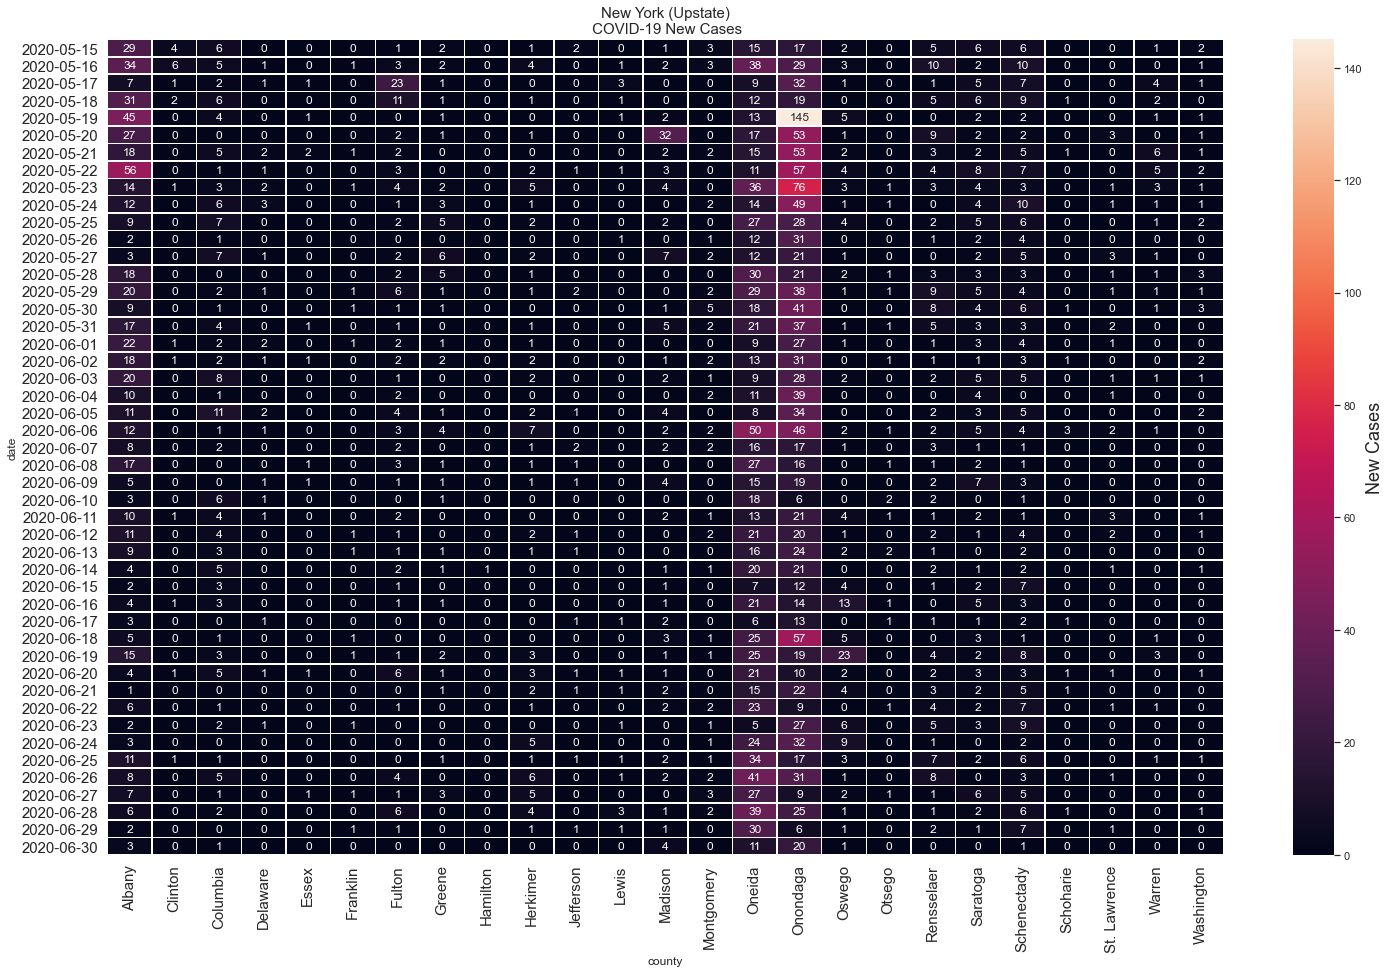 New York (Upstate)
COVID-19 New Cases
2020-05-15 29 4 6 0 0 0 1 2 0 1 2 0 1 3 15 17 2 0 5 6 6 0 0 1 2
2020-05-16 34 6 5 1 0 1 3 2 0 4 0 1 2 3 38 29 3 0 10 2 10 0 0 0 1
2020-05-17 7 1 2 1 1 0 23 1 0 0 0 3 0 0 9 32 1 0 1 5 7 0 0 4 1
2020-05-18 31 2 6 0 0 0 11 1 0 1 0 1 0 0 12 19 0 0 5 6 9 1 0 2 0
2020-05-19 45 0 4 0 1 0 0 1 0 0 0 1 2 0 13 145 5 0 0 2 2 0 0 1 1
2020-05-20 27 0 0 0 0 0 2 1 0 1 0 0 32 0 17 53 1 0 9 2 2 0 3 0 1
2020-05-21 18 0 5 2 2 1 2 0 0 0 0 0 2 2 15 53 2 0 3 2 5 1 0 6 1
2020-05-22 56 0 1 1 0 0 3 0 0 2 1 1 3 0 11 57 4 0 4 8 7 0 0 5 2
2020-05-23 14 1 3 2 0 1 4 2 0 5 0 0 4 0 36 76 3 1 3 4 3 0 1 3 1
2020-05-24 12 0 6 3 0 0 1 3 0 1 0 0 0 2 14 49 1 1 0 4 10 0 1 1 1
2020-05-25 9 0 7 0 0 0 2 5 0 2 0 0 2 0 27 28 4 0 2 5 6 0 0 1 2
2020-05-26 2 0 1 0 0 0 0 0 0 0 0 1 0 1 12 31 0 0 1 2 4 0 0 0 0
2020-05-27 3 0 7 1 0 0 2 6 0 2 0 0 7 2 12 21 1 0 0 2 5 0 3 1 0
2020-05-28 18 0 0 0 0 0 2 5 0 1 0 0 0 0 30 21 2 1 3 3 3 0 1 1 3
2020-05-29 20 0 2 1 0 1 6 1 0 1 2 0 0 2 29 38 1 1 9 5 4 0 1 1 1
2020-05-30 9 0 1 0 0 1 1 1 0 0 0 0 1 5 18 41 0 0 8 4 6 1 0 1 3
2020-05-31 17 0 4 0 1 0 1 0 0 1 0 0 5 2 21 37 1 1 5 3 3 0 2 0 0
2020-06-01 22 1 2 2 0 1 2 1 0 1 0 0 0 0 9 27 1 0 1 3 4 0 1 0 0
2020-06-02 18 1 2 1 1 0 2 2 0 2 0 0 1 2 13 31 0 1 1 1 3 1 0 0 2
2020-06-03 20 0 8 0 0 0 1 0 0 2 0 0 2 1 9 28 2 0 2 5 5 0 1 1 1
2020-06-04 10 0 1 0 0 0 2 0 0 0 0 0 0 2 11 39 0 0 0 4 0 0 1 0 0
2020-06-05 11 0 11 2 0 0 4 1 0 2 1 0 4 0 8 34 0 0 2 3 5 0 0 0 2
2020-06-06 12 0 1 1 0 0 3 4 0 7 0 0 2 2 50 46 2 1 2 5 4 3 2 1 0
2020-06-07 8 0 2 0 0 0 2 0 0 1 2 0 2 2 16 17 1 0 3 1 1 0 0 0 0
2020-06-08 17 0 0 0 1 0 3 1 0 1 1 0 0 0 27 16 0 1 1 2 1 0 0 0 0
2020-06-09 5 0 0 1 1 0 1 1 0 1 1 0 4 0 15 19 0 0 2 7 3 0 0 0 0
2020-06-10 3 0 6 1 0 0 0 1 0 0 0 0 0 0 18 6 0 2 2 0 1 0 0 0 0
2020-06-11 10 1 4 1 0 0 2 0 0 0 0 0 2 1 13 21 4 1 1 2 1 0 3 0 1
2020-06-12 11 0 4 0 0 1 1 0 0 2 1 0 0 2 21 20 1 0 2 1 4 0 2 0 1
2020-06-13 9 0 3 0 0 1 1 1 0 1 1 0 0 0 16 24 2 2 1 0 2 0 0 0 0
2020-06-14 4 0 5 0 0 0 2 1 1 0 0 0 1 1 20 21 0 0 2 1 2 0 1 0 1
2020-06-15 2 0 3 0 0 0 1 0 0 0 0 0 1 0 7 12 4 0 1 2 7 0 0 0 0
2020-06-16 4 1 3 0 0 0 1 1 0 0 0 0 1 0 21 14 13 1 0 5 3 0 0 0 0
2020-06-17 3 0 0 1 0 0 0 0 0 0 1 1 2 0 6 13 0 1 1 1 2 1 0 0 0
2020-06-18 5 0 1 0 0 1 0 0 0 0 0 0 3 1 25 57 5 0 0 3 1 0 0 1 0
2020-06-19 15 0 3 0 0 1 1 2 0 3 0 0 1 1 25 19 23 0 4 2 8 0 0 3 0
2020-06-20 4 1 5 1 1 0 6 1 0 3 1 1 1 0 21 10 2 0 2 3 3 1 1 0 1
2020-06-21 1 0 0 0 0 0 0 1 0 2 1 1 2 0 15 22 4 0 3 2 5 1 0 0 0
2020-06-22 6 0 1 0 0 0 1 1 0 1 0 0 2 2 23 9 0 1 4 2 7 0 1 1 0
2020-06-23 2 0 2 1 0 1 0 0 0 0 0 1 0 1 5 27 6 0 5 3 9 0 0 0 0
2020-06-24 3 0 0 0 0 0 0 0 0 5 0 0 0 1 24 32 9 0 1 0 2 0 0 0 0
2020-06-25 11 1 1 0 0 0 0 1 0 1 1 1 2 1 34 17 3 0 7 2 6 0 0 1 1
2020-06-26 8 0 5 0 0 0 4 0 0 6 0 1 2 2 41 31 1 0 8 0 3 0 1 0 0
2020-06-27 7 0 1 0 1 1 1 3 0 5 0 0 0 3 27 9 2 1 1 6 5 0 0 0 0
2020-06-28 6 0 2 0 0 0 6 0 0 4 0 3 1 2 39 25 1 0 1 2 6 1 0 0 1
2020-06-29 2 0 0 0 0 1 1 0 0 1 1 1 1 0 30 6 1 0 2 1 7 0 1 0 0
2020-06-30 3 0 1 0 0 0 0 0 0 0 0 0 4 0 11 20 1 0 0 0 1 0 0 0 0
date
Albany Clinton Columbia Delaware Essex Franklin Fulton Greene Hamilton Herkimer Jefferson Lewis Madison Montgomery Oneida Onondaga Oswego Otsego Rensselaer Saratoga Schenectady Schoharie St. Lawrence Warren Washington
county
140
120
100
80
60
40
20
0
New Cases